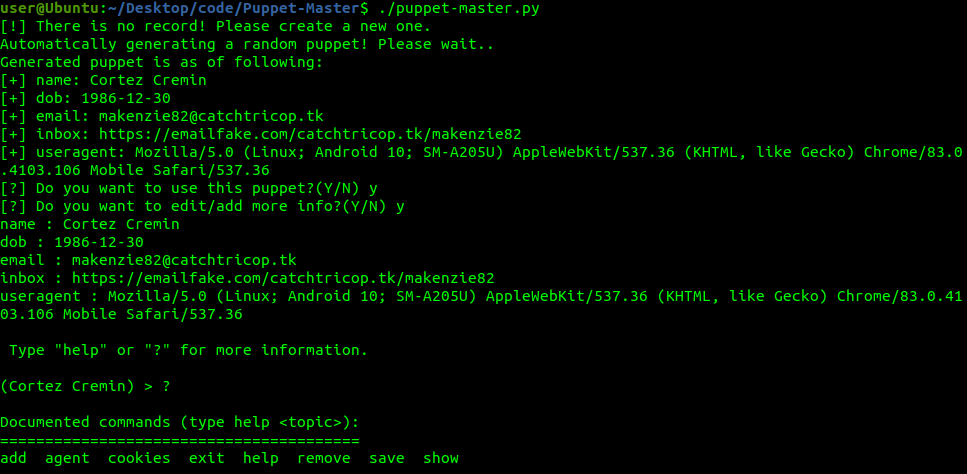 user@Ubuntu:~/Desktop/code/Puppet-Master$ ./puppet-master.py
[!] There is no record! Please create a new one.
Automatically generating a random puppet! Please wait..
Generated puppet is as of following:
[+] name: Cortez Cremin
[+] dob: 1986-12-30
[+] email: makenzie82@catchtricop.tk
[+] inbox: https://emailfake.com/catchtricop.tk/makenzie82
[+] useragent: Mozilla/5.0 (Linux; Android 10; SM-A205U) AppleWebKit/537.36 (KHTML, like Gecko) Chrome/83.0
.4103.106 Mobile Safari/537.36
[?] Do you want to use this puppet?(Y/N) y
[?] Do you want to edit/add more info?(Y/N) y
name : Cortez Cremin
dob : 1986-12-30
email : makenzie82@catchtricop.tk
inbox : https://emailfake.com/catchtricop.tk/makenzie82
useragent : Mozilla/5.0 (Linux; Android 10; SM-A205U) AppleWebKit/537.36 (KHTML, like Gecko) Chrome/83.0.41
03.106 Mobile Safari/537.36
Type "help" or "?" for more information.
(Cortez Cremin) > ?
Documented commands (type help <topic>):
========================================
add  agent  cookies  exit  help  remove  save  show